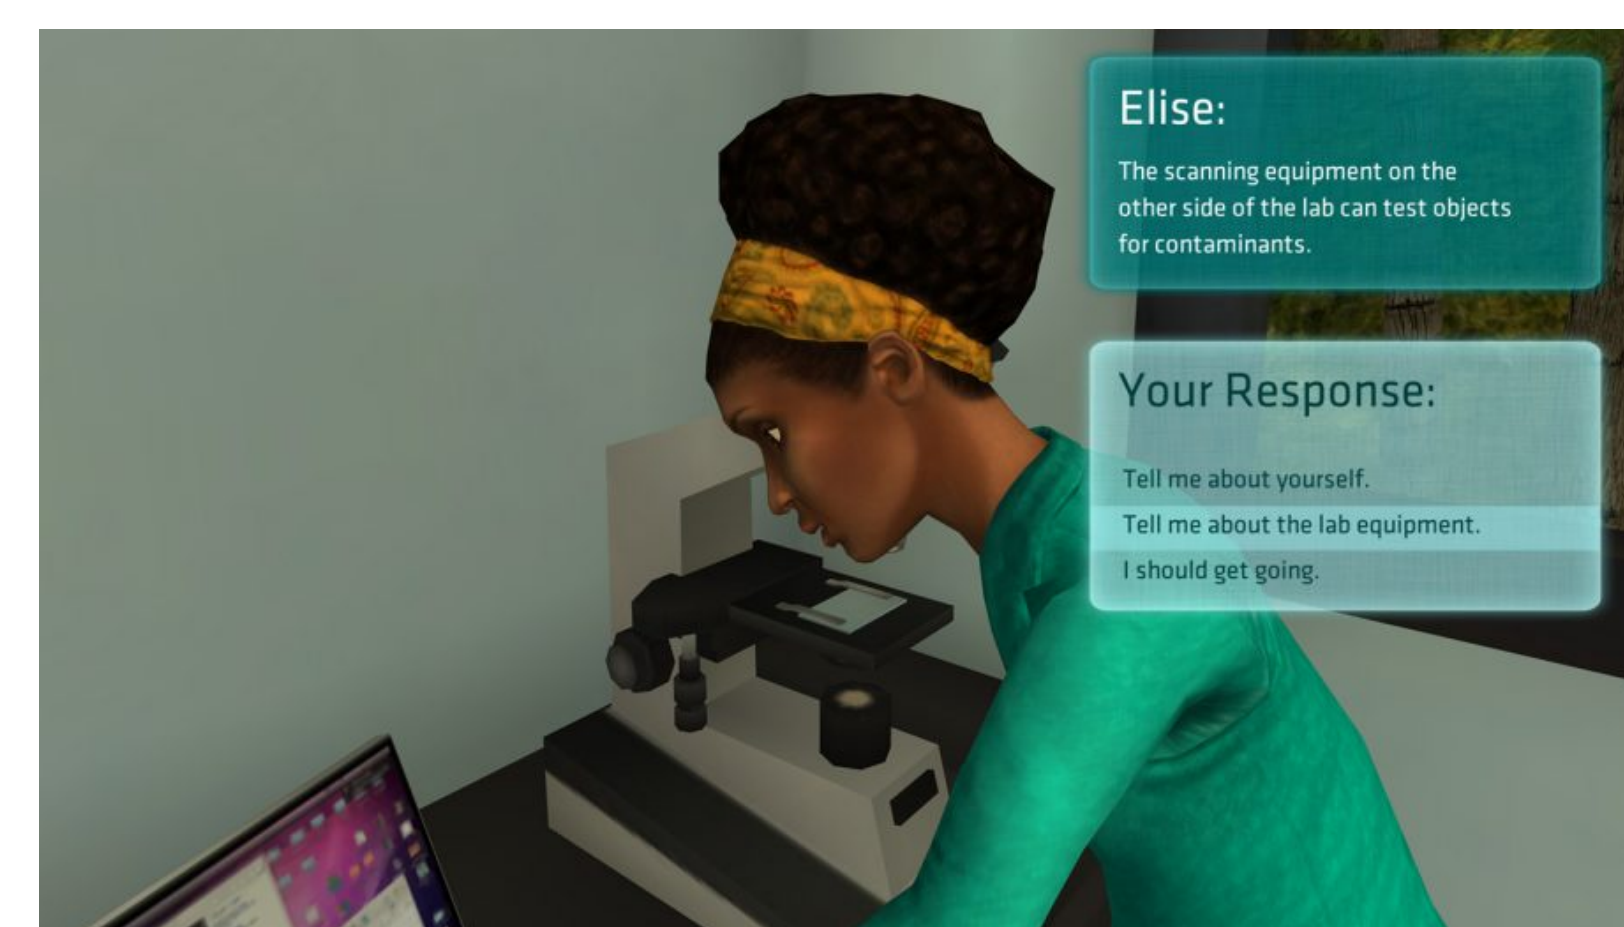 Elise:
The scanning equipment on the
other side of the lab can test objects
for contaminants.
Your Response:
Tell me about yourself.
Tell me about the lab equipment.
I should get going.